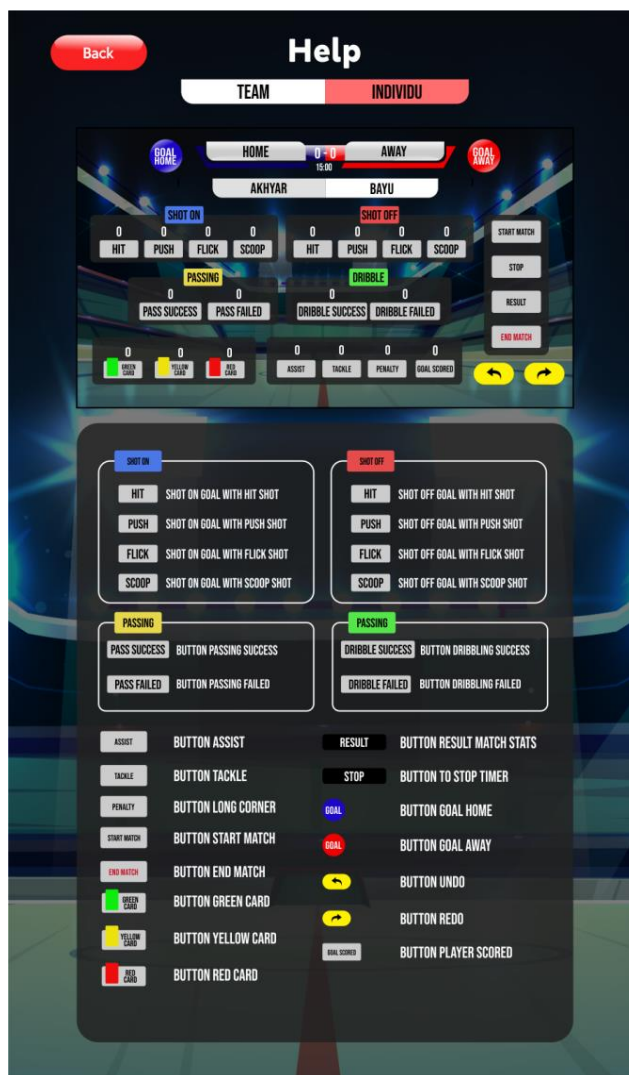 Back
Help
TEAM INDIVIDU
GOAL HOME
HOME 0 - 0 AWAY
GOAL AWAY
15:00
AKHYAR BAYU
SHOT ON SHOT OFF
0 0 0 0 0 0 0 0
HIT PUSH FLICK SCOOP HIT PUSH FLICK SCOOP
START MATCH
STOP
RESULT
END MATCH
PASSING DRIBBLE
0 0 0 0
PASS SUCCESS PASS FAILED DRIBBLE SUCCESS DRIBBLE FAILED
0 0 0 0 0 0 0
GREEN CARD YELLOW CARD RED CARD ASSIST TACKLE PENALTY GOAL SCORED
SHOT ON
HIT SHOT ON GOAL WITH HIT SHOT
PUSH SHOT ON GOAL WITH PUSH SHOT
FLICK SHOT ON GOAL WITH FLICK SHOT
SCOOP SHOT ON GOAL WITH SCOOP SHOT
SHOT OFF
HIT SHOT OFF GOAL WITH HIT SHOT
PUSH SHOT OFF GOAL WITH PUSH SHOT
FLICK SHOT OFF GOAL WITH FLICK SHOT
SCOOP SHOT OFF GOAL WITH SCOOP SHOT
PASSING
PASS SUCCESS BUTTON PASSING SUCCESS
PASS FAILED BUTTON PASSING FAILED
PASSING
DRIBBLE SUCCESS BUTTON DRIBBLING SUCCESS
DRIBBLE FAILED BUTTON DRIBBLING FAILED
ASSIST BUTTON ASSIST
TACKLE BUTTON TACKLE
PENALTY BUTTON LONG CORNER
START MATCH BUTTON START MATCH
END MATCH BUTTON END MATCH
GREEN CARD BUTTON GREEN CARD
YELLOW CARD BUTTON YELLOW CARD
RED CARD BUTTON RED CARD
RESULT BUTTON RESULT MATCH STATS
STOP BUTTON TO STOP TIMER
GOAL BUTTON GOAL HOME
GOAL BUTTON GOAL AWAY
BUTTON UNDO
BUTTON REDO
GOAL SCORED BUTTON PLAYER SCORED